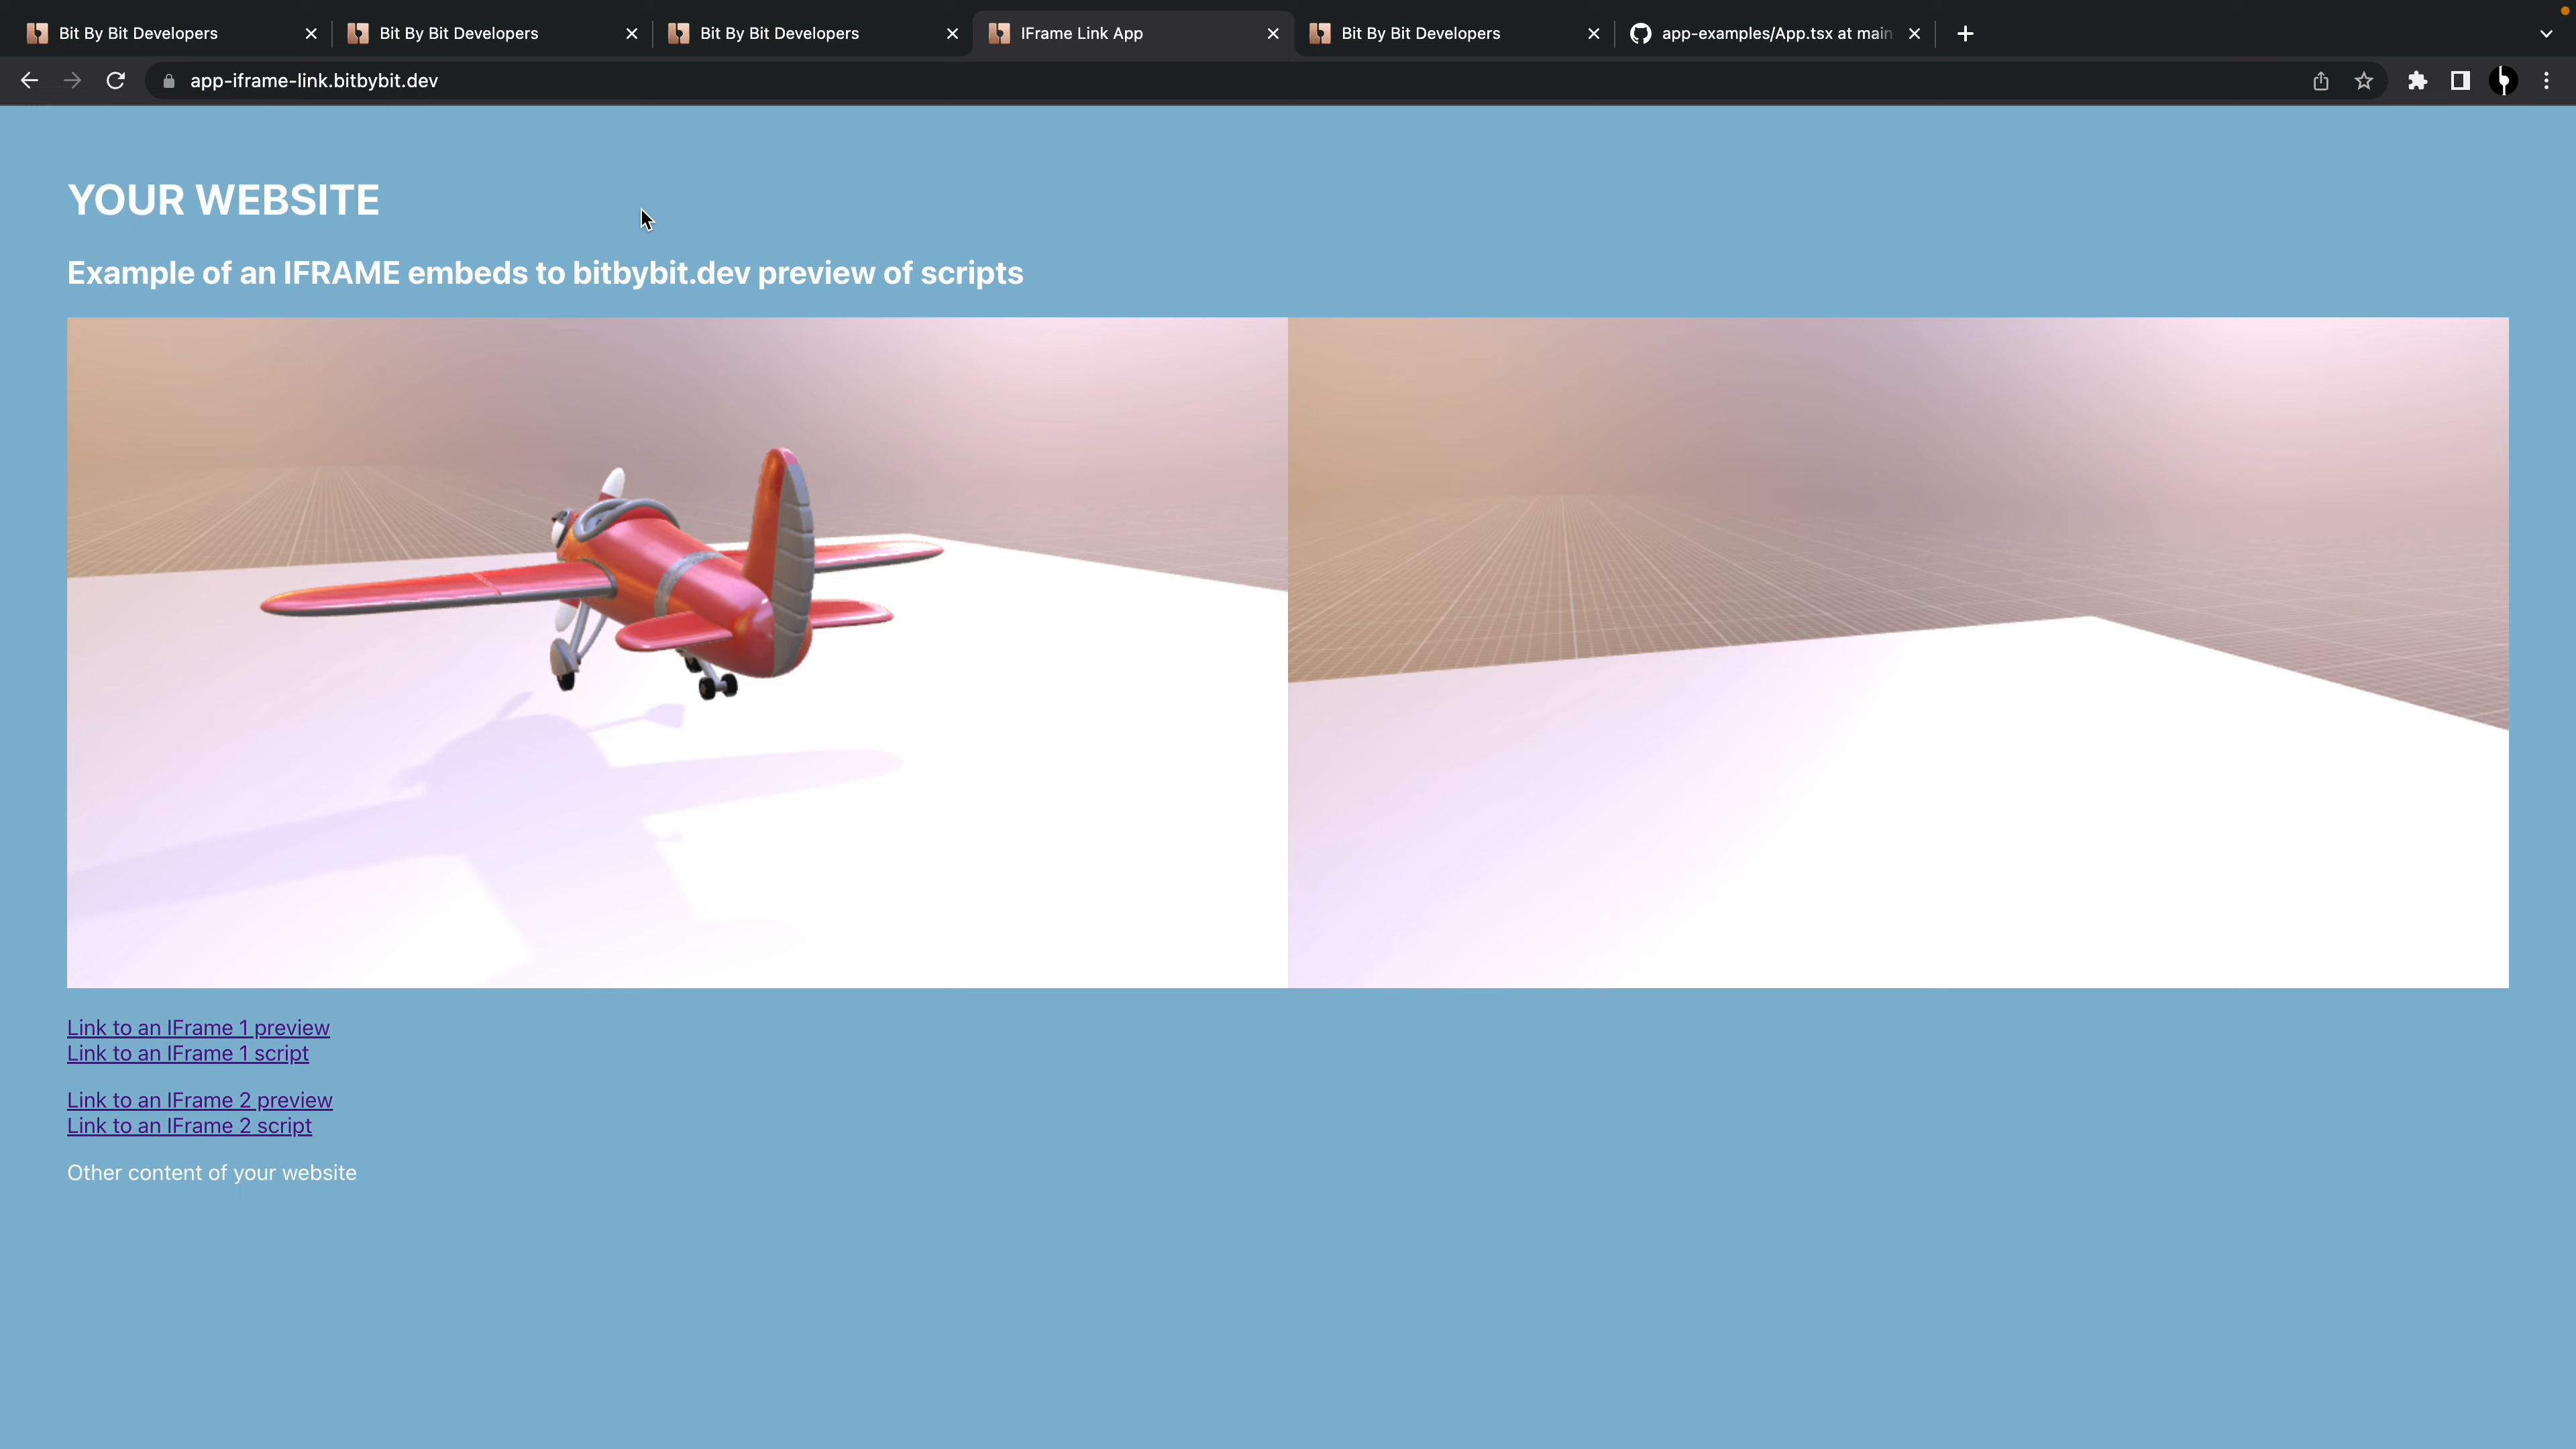 Bit By Bit Developers
Bit By Bit Developers
Bit By Bit Developers
IFrame Link App
Bit By Bit Developers
app-examples/App.tsx at main
app-iframe-link.bitbybit.dev
YOUR WEBSITE
Example of an IFRAME embeds to bitbybit.dev preview of scripts
Link to an IFrame 1 preview
Link to an IFrame 1 script
Link to an IFrame 2 preview
Link to an IFrame 2 script
Other content of your website